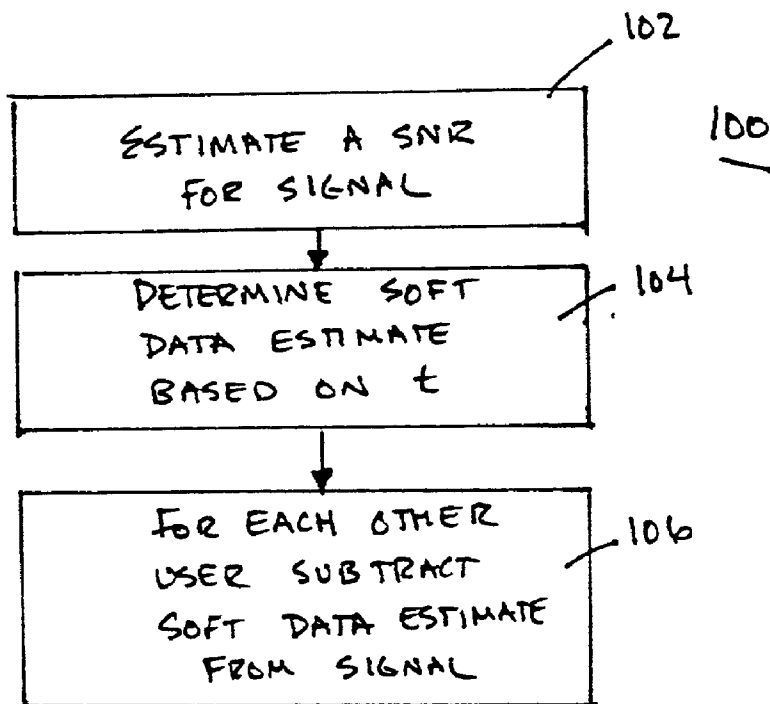 102
100
ESTIMATE A SNR
FOR SIGNAL
104
DETERMINE SOFT
DATA ESTIMATE
BASED ON t
106
FOR EACH OTHER
USER SUBTRACT
SOFT DATA ESTIMATE
FROM SIGNAL